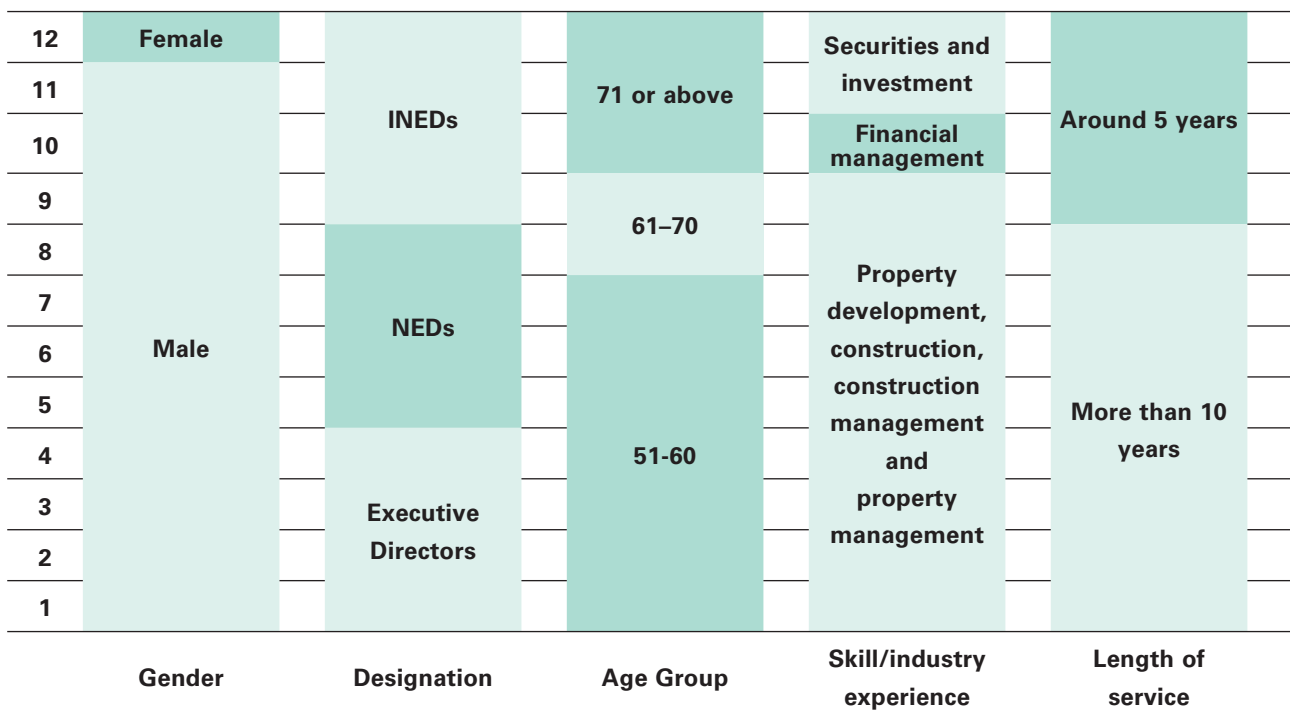 12
Female
Securities and
investment
11
71 or above
INEDs
Around 5 years
10
Financial
management
9
61–70
8
Property
development,
construction,
construction
management
and
property
management
7
NEDs
6
Male
5
More than 10
years
4
51-60
3
Executive
Directors
2
1
Gender
Designation
Age Group
Skill/industry
experience
Length of
service